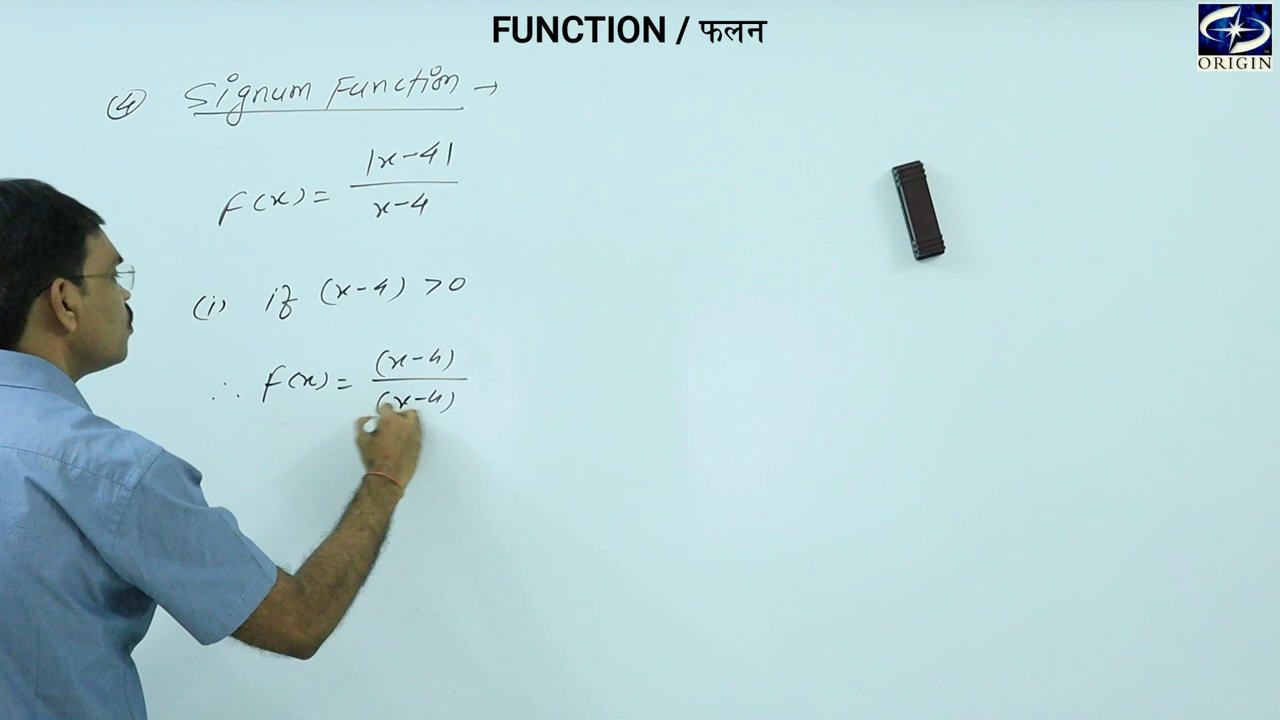 FUNCTION / फलन
ORIGIN
(4) Signum Function →
f(x) = |x-4| / x-4
(i) if (x-4) >0
∴ f(x) = (x-4) / (x-4)